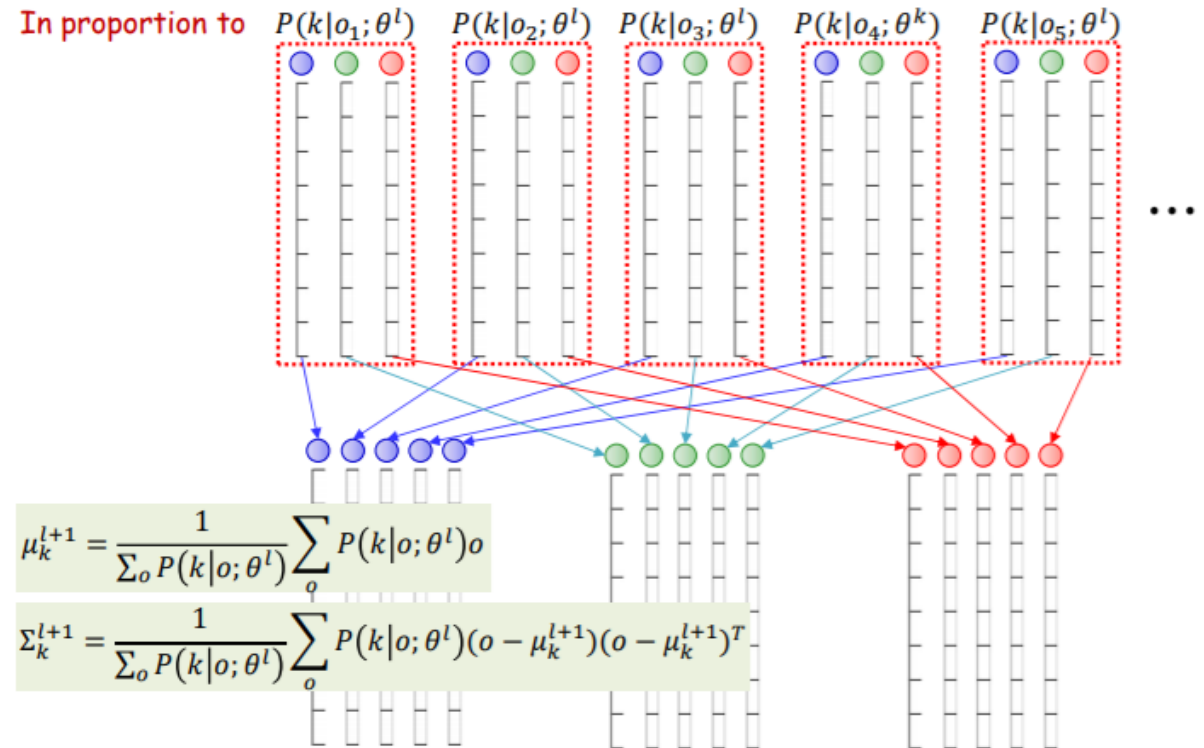 In proportion to P(k|o₁; θˡ) P(k|o₂; θˡ) P(k|o₃; θˡ) P(k|o₄; θᵏ) P(k|o₅; θˡ)
...
μₖˡ⁺¹ = 1 / ∑ₒ P(k|o; θˡ) ∑ₒ P(k|o; θˡ)o
Σₖˡ⁺¹ = 1 / ∑ₒ P(k|o; θˡ) ∑ₒ P(k|o; θˡ)(o − μₖˡ⁺¹)(o − μₖˡ⁺¹)ᵀ